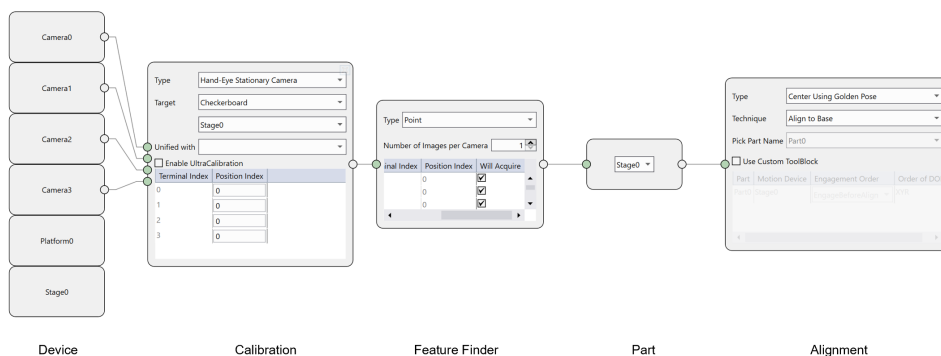 Camera0
Camera1
Camera2
Camera3
Platform0
Stage0
Type Hand-Eye Stationary Camera
Target Checkerboard
Stage0
Unified with
Enable UltraCalibration
Terminal Index Position Index
0 0
1 0
2 0
3 0
Type Point
Number of Images per Camera 1
inal Index Position Index Will Acquire
0
0
0
Stage0
Type Center Using Golden Pose
Technique Align to Base
Pick Part Name Part0
Use Custom ToolBlock
Part Motion Device Engagement Order Order of DO
Part0 Stage0 EngageBeforeAlign
Device Calibration Feature Finder Part Alignment